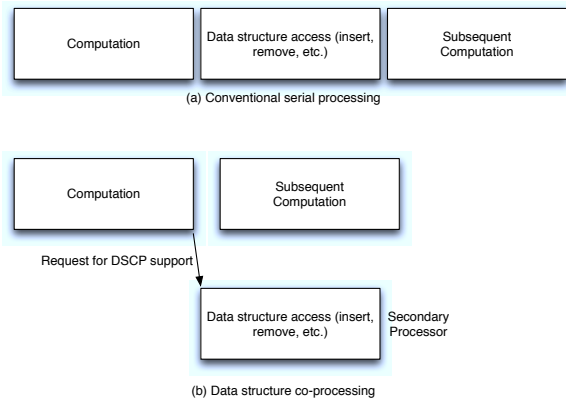 Computation
Data structure access (insert,
remove, etc.)
Subsequent
Computation
(a) Conventional serial processing
Computation
Subsequent
Computation
Request for DSCP support
Data structure access (insert,
remove, etc.)
Secondary
Processor
(b) Data structure co-processing